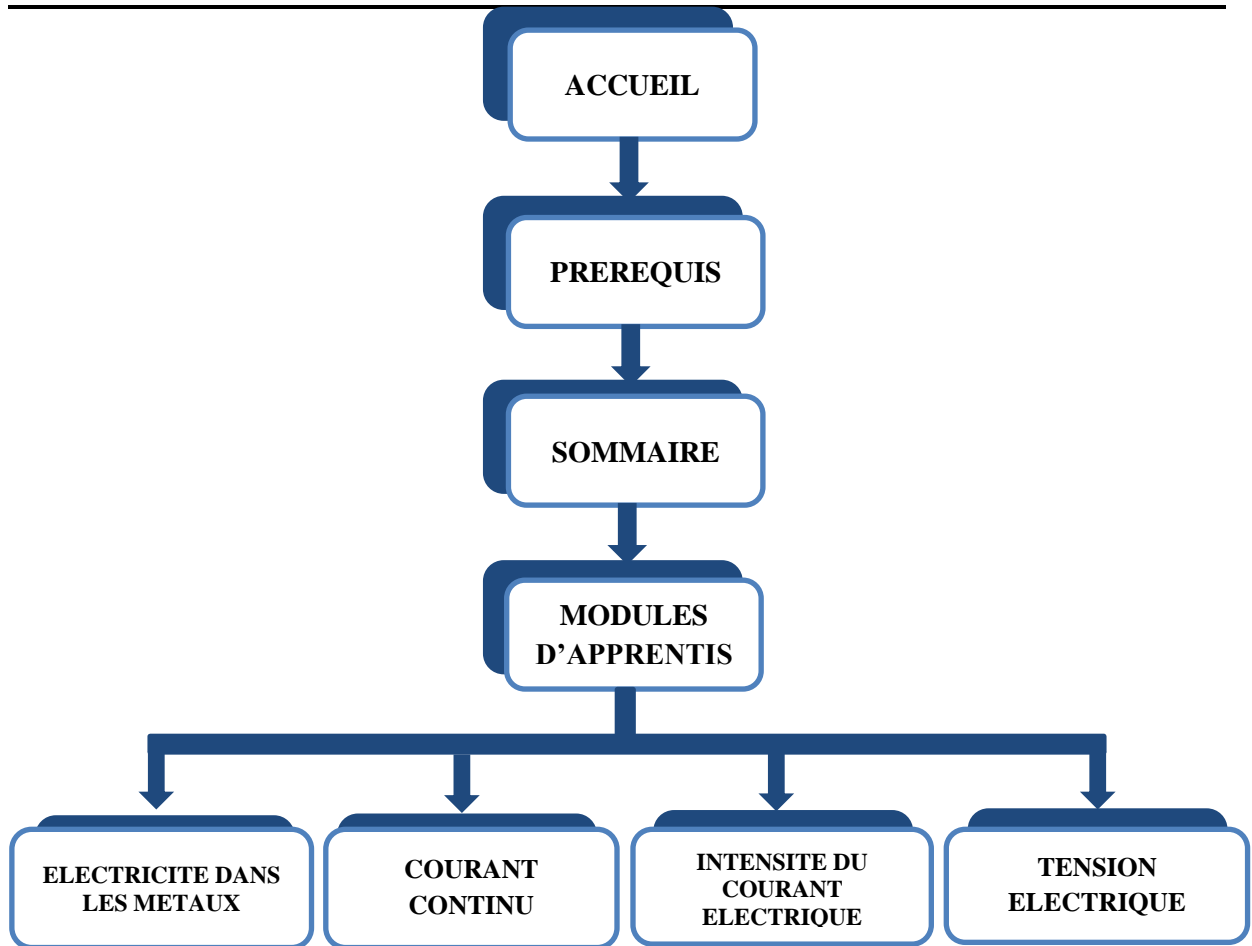 ACCUEIL
PREREQUIS
SOMMAIRE
MODULES
D’APPRENTIS
ELECTRICITE DANS
LES METAUX
COURANT
CONTINU
INTENSITE DU
COURANT
ELECTRIQUE
TENSION
ELECTRIQUE